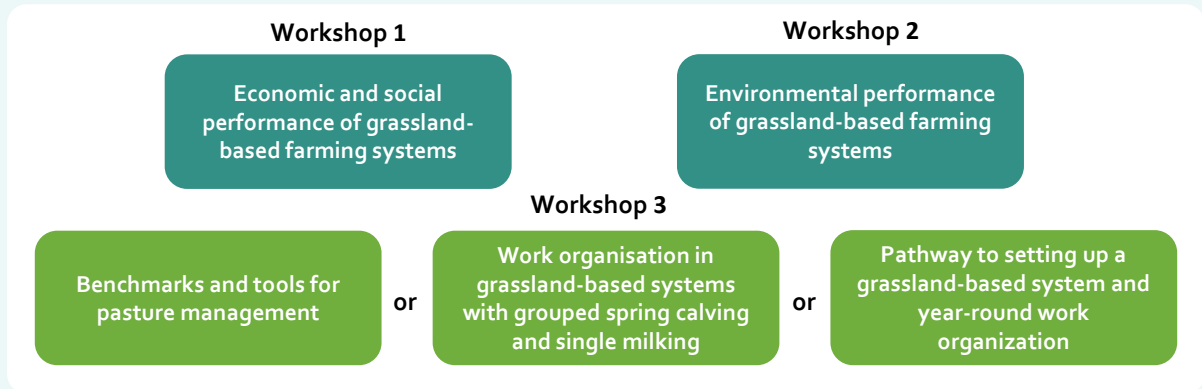 Workshop 1
Economic and social
performance of grassland-
based farming systems
Workshop 2
Environmental performance
of grassland-based farming
systems
Workshop 3
Benchmarks and tools for
pasture management
or
Work organisation in
grassland-based systems
with grouped spring calving
and single milking
or
Pathway to setting up a
grassland-based system and
year-round work
organization